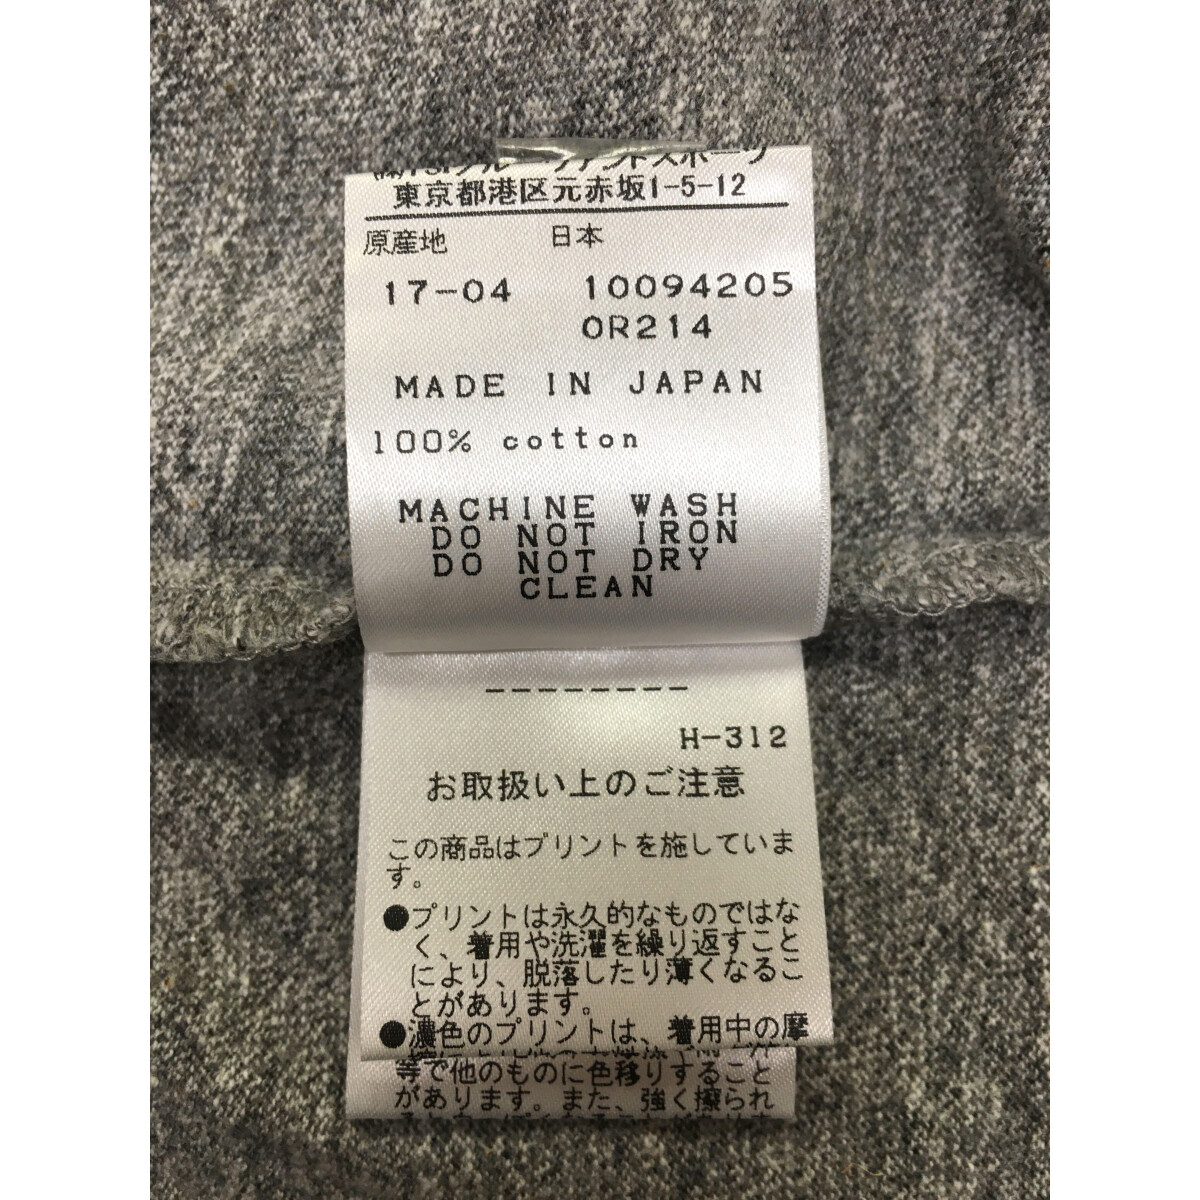 東京都港区元赤坂1-5-12
原産地 日本
17-04 10094205
0R214
MADE IN JAPAN
100% cotton
MACHINE WASH
DO NOT IRON
DO NOT DRY
CLEAN
--------
H-312
お取扱い上のご注意
この商品はプリントを施していま
す。
●プリントは永久的なものではな
く、着用や洗濯を繰り返すこと
により、脱落したり薄くなるこ
とがあります。
●濃色のプリントは、着用中の摩
等で他のものに色移りすること
があります。また、強く擦られ